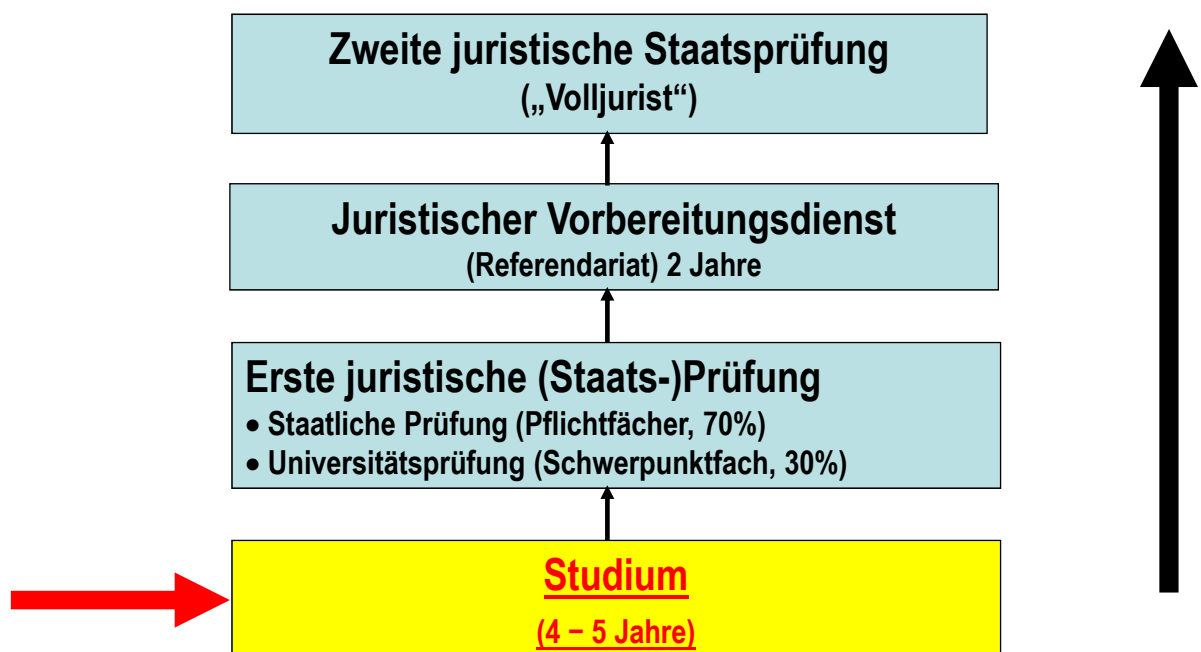 Zweite juristische Staatsprüfung
(„Volljurist“)
Juristischer Vorbereitungsdienst
(Referendariat) 2 Jahre
Erste juristische (Staats-)Prüfung
• Staatliche Prüfung (Pflichtfächer, 70%)
• Universitätsprüfung (Schwerpunktfach, 30%)
Studium
(4 – 5 Jahre)